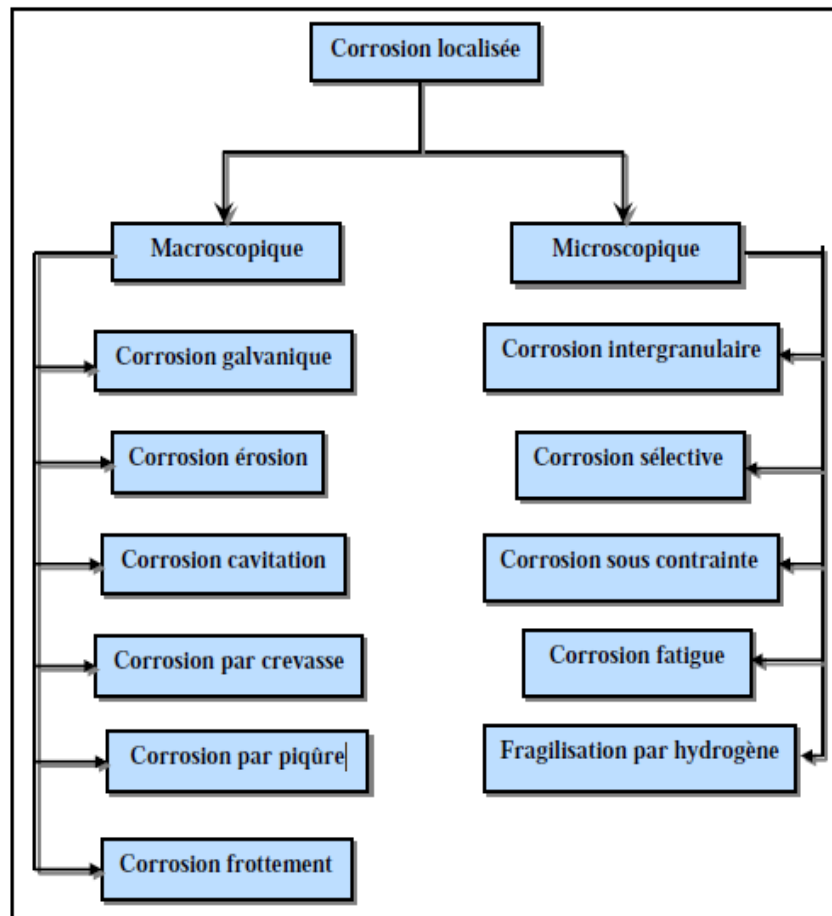 Corrosion localisée
Macroscopique
Corrosion galvanique
Corrosion érosion
Corrosion cavitation
Corrosion par crevasse
Corrosion par piqûre
Corrosion frottement
Microscopique
Corrosion intergranulaire
Corrosion sélective
Corrosion sous contrainte
Corrosion fatigue
Fragilisation par hydrogène